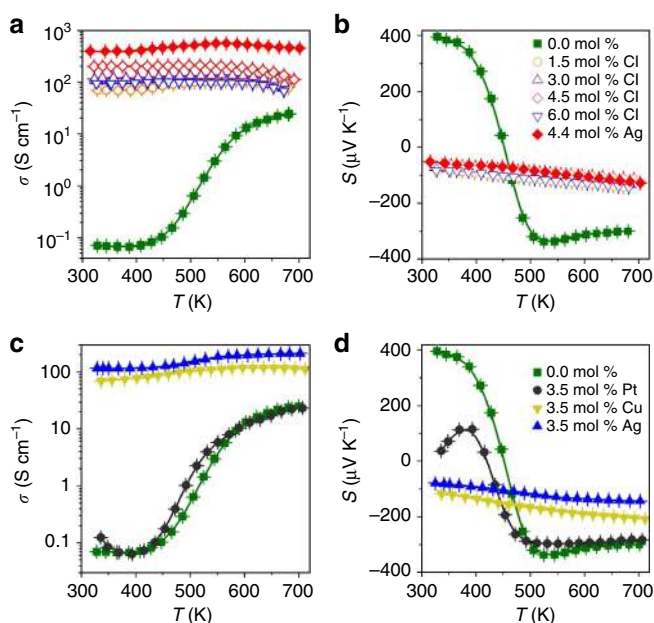 a
10³
10²
10¹
10⁰
10⁻¹
σ (S cm⁻¹)
300 400 500 600 700
T (K)
b
400
200
0
−200
−400
S (μV K⁻¹)
0.0 mol %
1.5 mol % Cl
3.0 mol % Cl
4.5 mol % Cl
6.0 mol % Cl
4.4 mol % Ag
300 400 500 600 700
T (K)
c
100
10
1
0.1
σ (S cm⁻¹)
300 400 500 600 700
T (K)
d
400
200
0
−200
−400
S (μV K⁻¹)
0.0 mol %
3.5 mol % Pt
3.5 mol % Cu
3.5 mol % Ag
300 400 500 600 700
T (K)